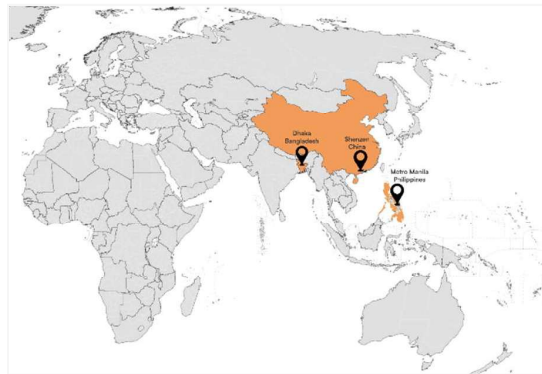 Dhaka
Bangladesh
Shenzen
China
Metro Manila
Philippines